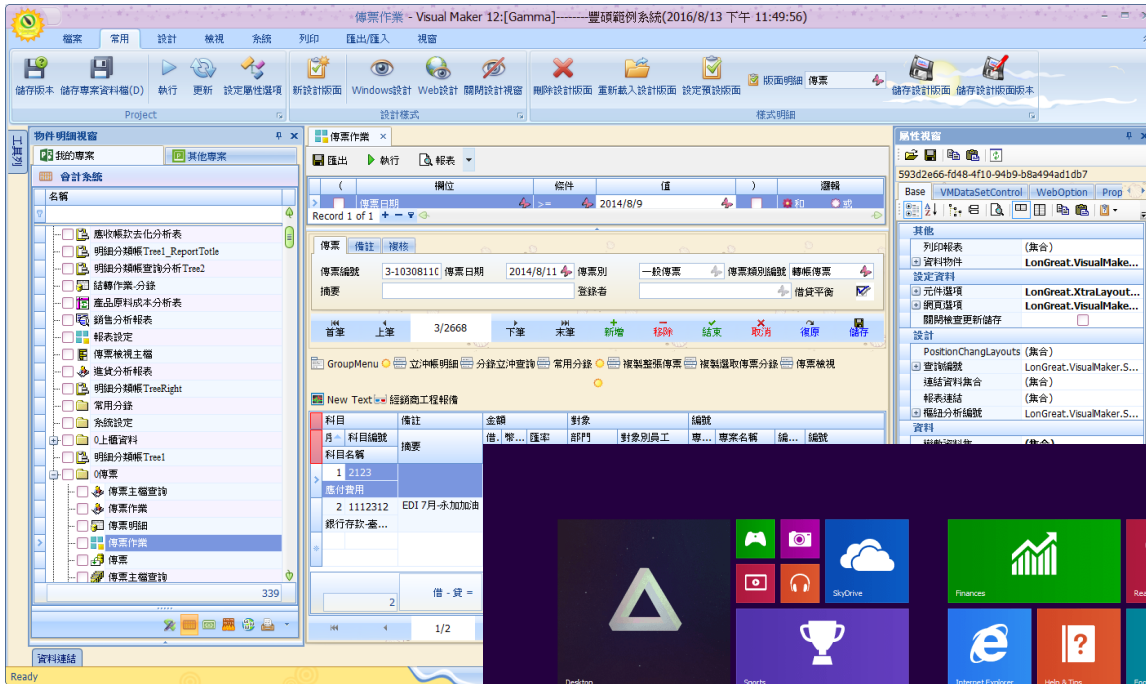 傳票作業 - Visual Maker 12:[Gamma]--------豐碩範例系統(2016/8/13 下午 11:49:56)
檔案 常用 設計 檢視 系統 列印 匯出/匯入 視窗
儲存版本 儲存專案資料檔(D) 執行 更新 設定屬性選項 新設計版面 Windows設計 Web設計 關閉設計視窗 刪除設計版面 重新載入設計版面 設定預設版面 版面明細 傳票 儲存設計版面 儲存設計版面版本
Project 設計樣式 樣式明細
工具列
物件明細視窗
我的專案 其他專案
會計系統
名稱
應收帳款去化分析表
明細分類帳Tree1_ReportTotle
明細分類帳查詢分析Tree2
結轉作業-分錄
產品原料成本分析表
銷售分析報表
報表設定
傳票檢視主檔
進貨分析報表
明細分類帳TreeRight
常用分錄
系統設定
0上櫃資料
明細分類帳Tree1
0傳票
傳票主檔查詢
傳票作業
傳票明細
傳票作業
傳票
傳票主檔查詢
339
資料連結
Ready
傳票作業
匯出 執行 報表
( 欄位 條件 值 ) 邏輯
傳票日期 >= 2014/8/9 和 或
Record 1 of 1
傳票 備註 複核
傳票編號 3-1030811( 傳票日期 2014/8/11 傳票別 一般傳票 傳票類別編號 轉帳傳票
摘要 登錄者 借貸平衡
首筆 上筆 3/2668 下筆 末筆 新增 移除 結束 取消 復原 儲存
GroupMenu 立沖帳明細 分錄立沖查詢 常用分錄 複製整張傳票 複製選取傳票分錄 傳票檢視
New Text 經銷商工程報備
科目 備註 金額 對象 編號
月 科目編號 摘要 借. 幣... 匯率 部門 對象別員工 專... 專案名稱 編... 編號
科目名稱
1 2123
應付費用
2 1112312 EDI 7月-永加加油
銀行存款-臺...
2 借 - 貸 =
1/2
屬性視窗
593d2e66-fd48-4f10-94b9-b8a494ad1db7
Base VMDataSetControl WebOption Prop
其他
列印報表 (集合)
資料物件 LonGreat.VisualMake...
設定資料
元件選項 LonGreat.XtraLayout...
網頁選項 LonGreat.VisualMake...
關閉檢查更新儲存
設計
PositionChangLayouts (集合)
查詢編號 LonGreat.VisualMaker.S...
連結資料集合 (集合)
報表連結 (集合)
樞紐分析編號 LonGreat.VisualMaker.S...
資料
SkyDrive Finances
Desktop Sports Internet Explorer Help & Tips